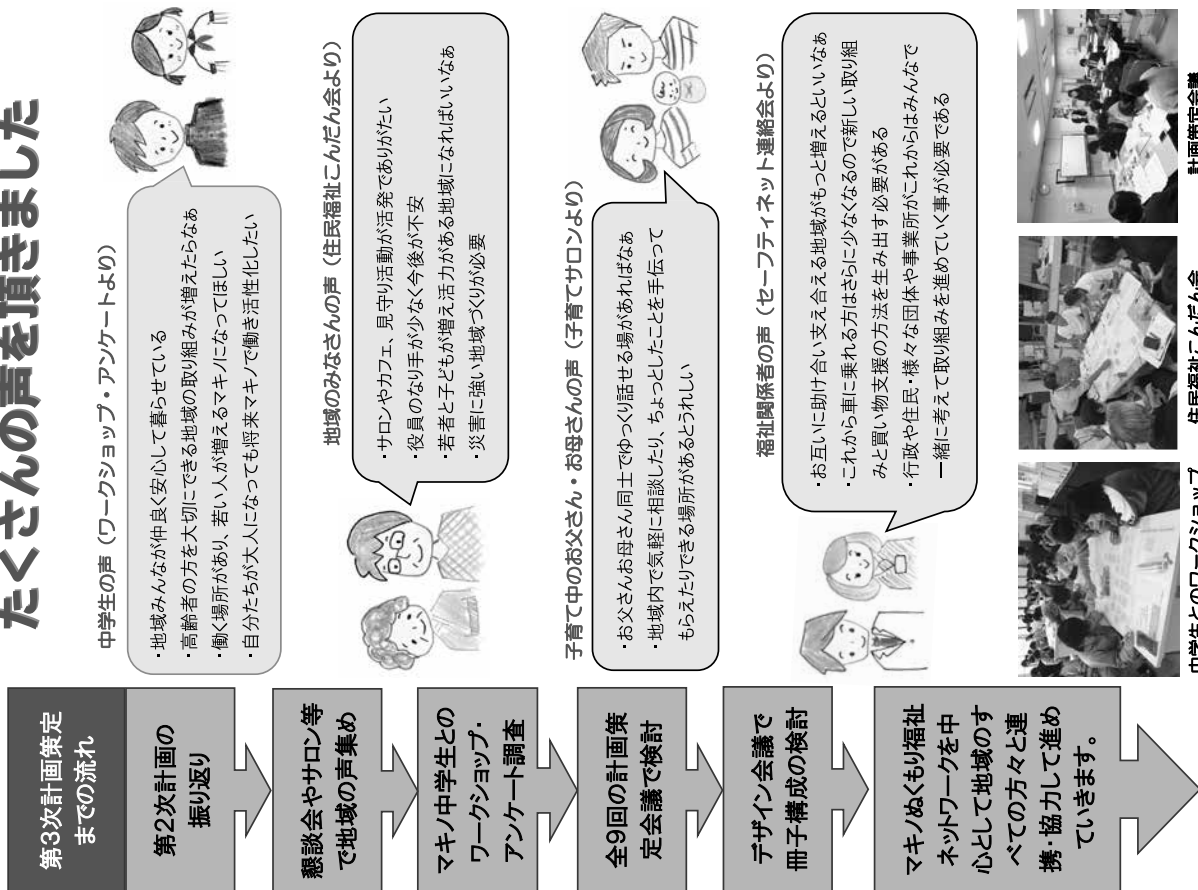 たくさんの声を頂きました
第3次計画策定
までの流れ
第2次計画の
振り返り
懇談会やサロン等
で地域の声集め
マキノ中学生との
ワークショップ・
アンケート調査
全9回の計画策
定会議で検討
デザイン会議で
冊子構成の検討
マキノぬくもり福祉
ネットワークを中
心として地域のす
べての方々と連
携・協力して進め
ていきます。
中学生の声（ワークショップ・アンケートより）
・地域みんなが仲良く安心して暮らせている
・高齢者の方を大切にできる地域の取り組みが増えたらなぁ
・働く場所があり、若い人が増えるマキノになってほしい
・自分たちが大人になっても将来マキノで働き活性化したい
地域のみなさんの声（住民福祉こんだん会より）
・サロンやカフェ、見守り活動が活発でありがたい
・役員のなり手が少なく今後が不安
・若者と子どもが増え活力がある地域になればいいなぁ
・災害に強い地域づくりが必要
子育て中のお父さん・お母さんの声（子育てサロンより）
・お父さんお母さん同士でゆっくり話せる場があればなぁ
・地域内で気軽に相談したり、ちょっとしたことを手伝って
もらえたりできる場所があるとうれしい
福祉関係者の声（セーフティネット連絡会より）
・お互いに助け合い支え合える地域がもっと増えるといいなぁ
・これから車に乗れる方はさらに少なくなるので新しい取り組
みと買い物支援の方法を生み出す必要がある
・行政や住民・様々な団体や事業所がこれからはみんなで
一緒に考えて取り組みを進めていく事が必要である
中学生とのワークショップ
住民福祉こんだん会
計画策定会議